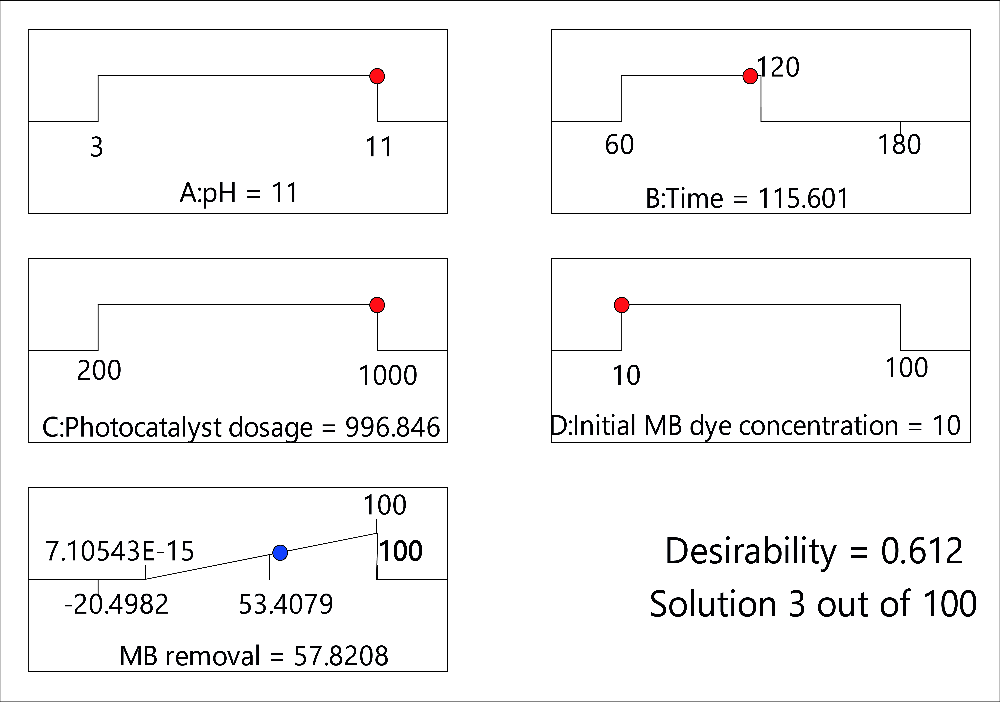 3
11
A:pH = 11
120
60
180
B:Time = 115.601
200
1000
C:Photocatalyst dosage = 996.846
10
100
D:Initial MB dye concentration = 10
100
7.10543E-15
100
-20.4982
53.4079
MB removal = 57.8208
Desirability = 0.612
Solution 3 out of 100